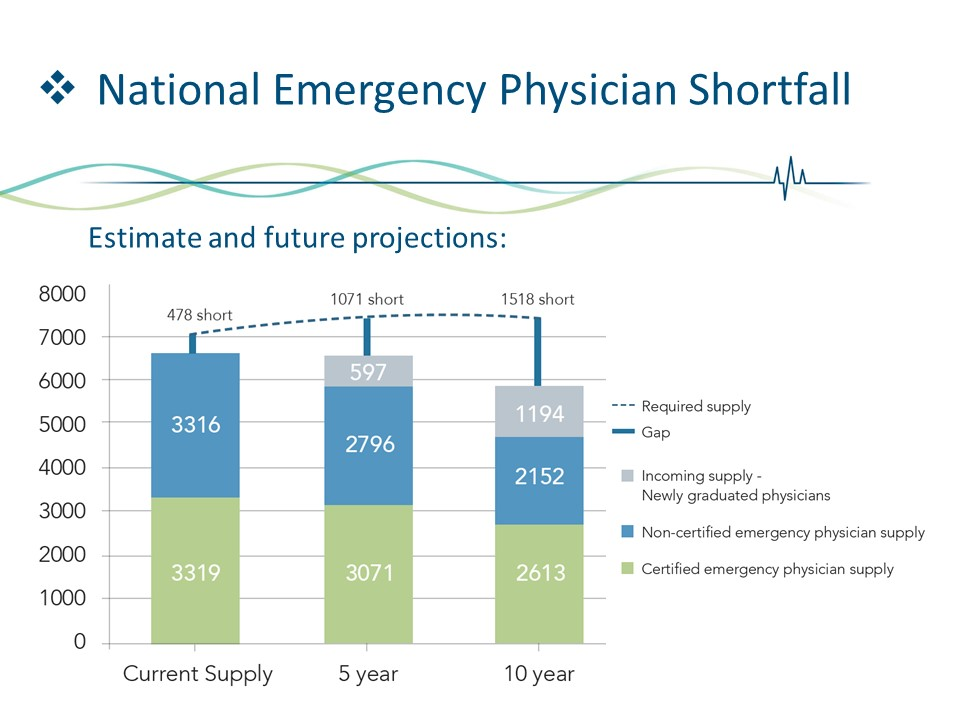 ❖ National Emergency Physician Shortfall
Estimate and future projections:
8000
7000
6000
5000
4000
3000
2000
1000
0
478 short
1071 short
1518 short
3316
3319
597
2796
3071
1194
2152
2613
Current Supply
5 year
10 year
Required supply
Gap
Incoming supply -
Newly graduated physicians
Non-certified emergency physician supply
Certified emergency physician supply